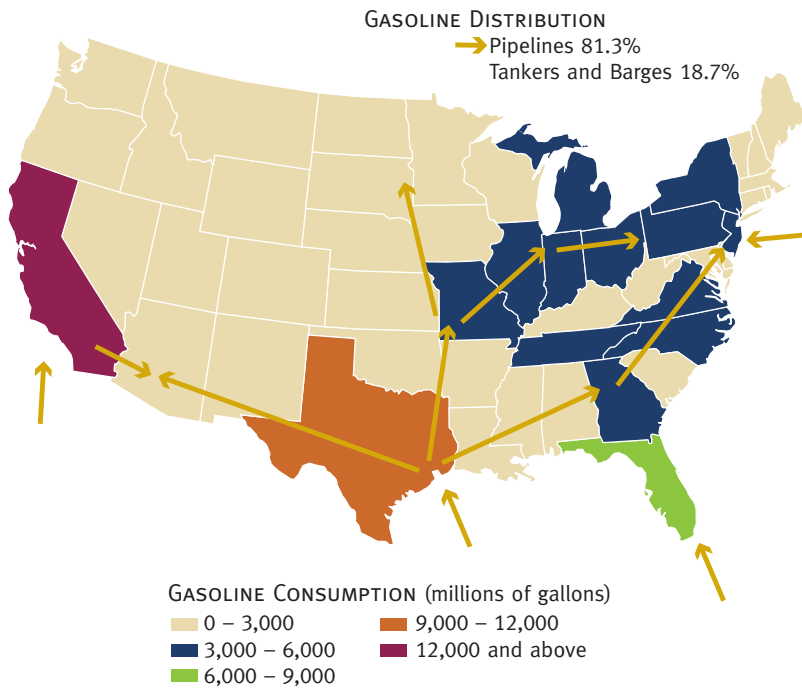 GASOLINE DISTRIBUTION
Pipelines 81.3%
Tankers and Barges 18.7%
GASOLINE CONSUMPTION (millions of gallons)
0 – 3,000
3,000 – 6,000
6,000 – 9,000
9,000 – 12,000
12,000 and above